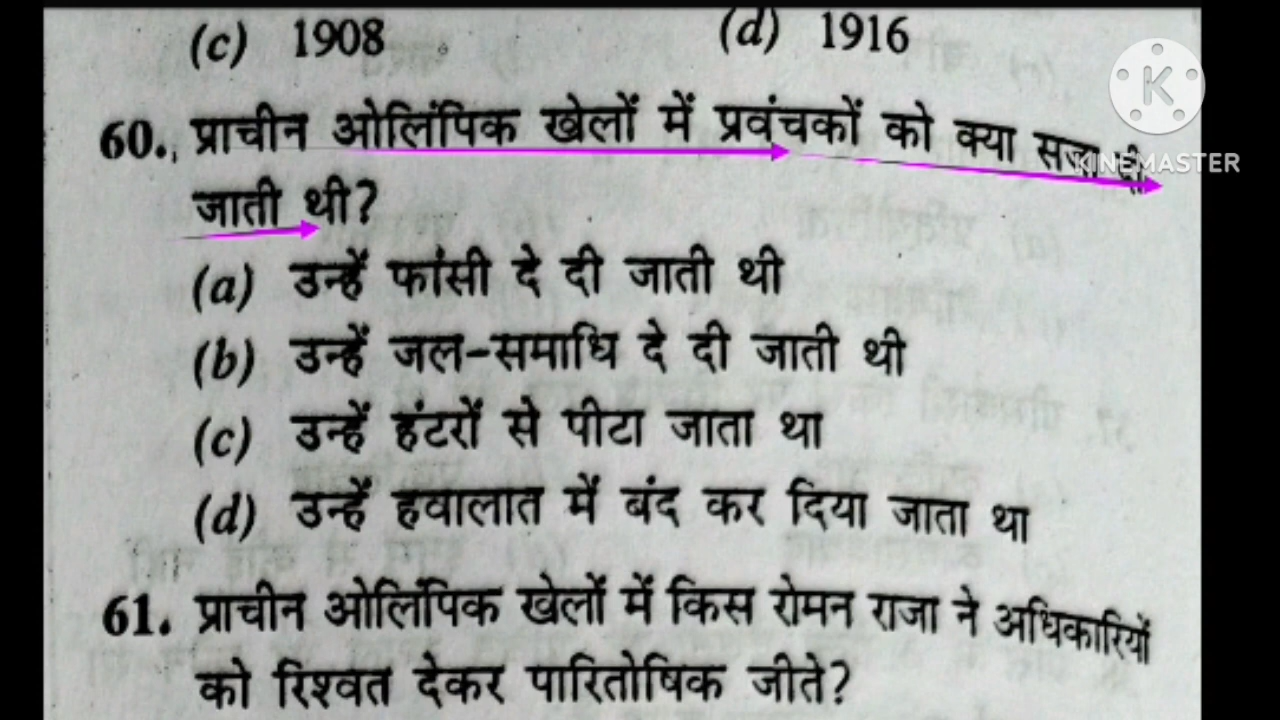 (c) 1908 (d) 1916
60. प्राचीन ओलिंपिक खेलों में प्रवंचकों को क्या सजा दी
KINEMASTER
जाती थी?
(a) उन्हें फांसी दे दी जाती थी
(b) उन्हें जल-समाधि दे दी जाती थी
(c) उन्हें हंटरों से पीटा जाता था
(d) उन्हें हवालात में बंद कर दिया जाता था
61. प्राचीन ओलिंपिक खेलों में किस रोमन राजा ने अधिकारियों
को रिश्वत देकर पारितोषिक जीते?